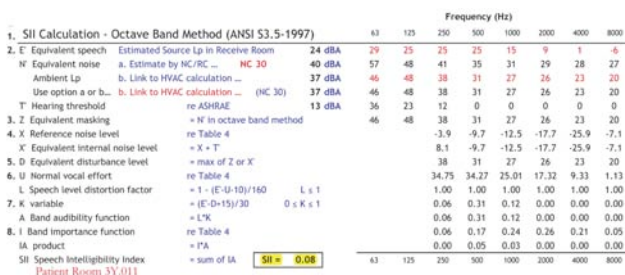 Frequency (Hz)
1. SII Calculation - Octave Band Method (ANSI S3.5-1997) 63 125 250 500 1000 2000 4000 8000
2. E' Equivalent speech Estimated Source Lp in Receive Room 24 dBA 29 25 25 25 15 9 1 -6
N' Equivalent noise a. Estimate by NC/RC ... NC 30 40 dBA 57 48 41 35 31 29 28 27
Ambient Lp b. Link to HVAC calculation ... 37 dBA 46 48 38 31 27 26 23 20
Use option a or b... b. Link to HVAC calculation ... (NC 30) 37 dBA 46 48 38 31 27 26 23 20
T' Hearing threshold re ASHRAE 13 dBA 36 23 12 0 0 0 0 0
3. Z Equivalent masking = N' in octave band method 46 48 38 31 27 26 23 20
4. X Reference noise level re Table 4 -3.9 -9.7 -12.5 -17.7 -25.9 -7.1
X' Equivalent internal noise level = X + T' 8.1 -9.7 -12.5 -17.7 -25.9 -7.1
5. D Equivalent disturbance level = max of Z or X' 38 31 27 26 23 20
6. U Normal vocal effort re Table 4 34.75 34.27 25.01 17.32 9.33 1.13
L Speech level distortion factor = 1 - (E'-U-10)/160 L ≤ 1 1.00 1.00 1.00 1.00 1.00 1.00
7. K variable = (E'-D+15)/30 0 ≤ K ≤ 1 0.06 0.31 0.12 0.00 0.00 0.00
A Band audibility function = L*K 0.06 0.31 0.12 0.00 0.00 0.00
8. I Band importance function re Table 4 0.06 0.17 0.24 0.26 0.21 0.05
IA product = I*A 0.00 0.05 0.03 0.00 0.00 0.00
SII Speech Intelligibility Index = sum of IA SII = 0.08 63 125 250 500 1000 2000 4000 8000
Patient Room 3Y.011